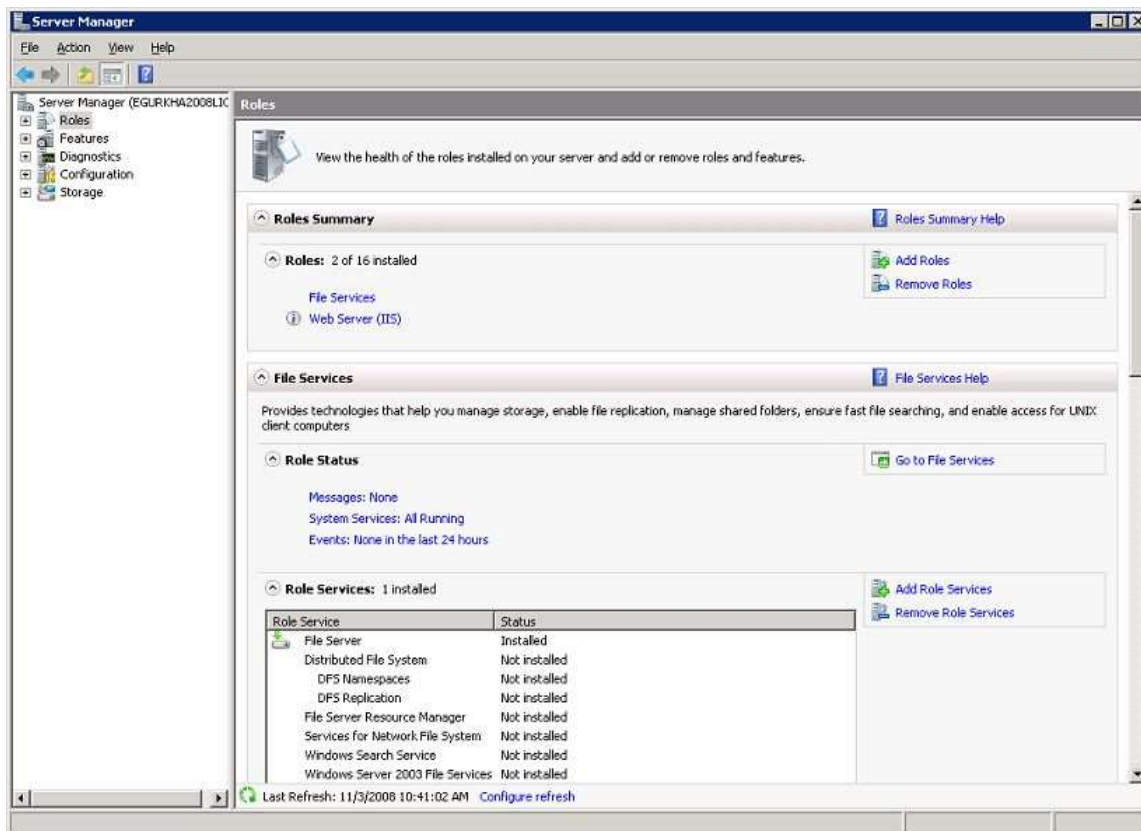 Server Manager
File Action View Help
Server Manager (EGURKHA2008LIC
Roles
Features
Diagnostics
Configuration
Storage
Roles
View the health of the roles installed on your server and add or remove roles and features.
Roles Summary
Roles Summary Help
Roles: 2 of 16 installed
Add Roles
Remove Roles
File Services
Web Server (IIS)
File Services
File Services Help
Provides technologies that help you manage storage, enable file replication, manage shared folders, ensure fast file searching, and enable access for UNIX
client computers
Role Status
Go to File Services
Messages: None
System Services: All Running
Events: None in the last 24 hours
Role Services: 1 installed
Add Role Services
Remove Role Services
Role Service Status
File Server Installed
Distributed File System Not installed
DFS Namespaces Not installed
DFS Replication Not installed
File Server Resource Manager Not installed
Services for Network File System Not installed
Windows Search Service Not installed
Windows Server 2003 File Services Not installed
Last Refresh: 11/3/2008 10:41:02 AM Configure refresh